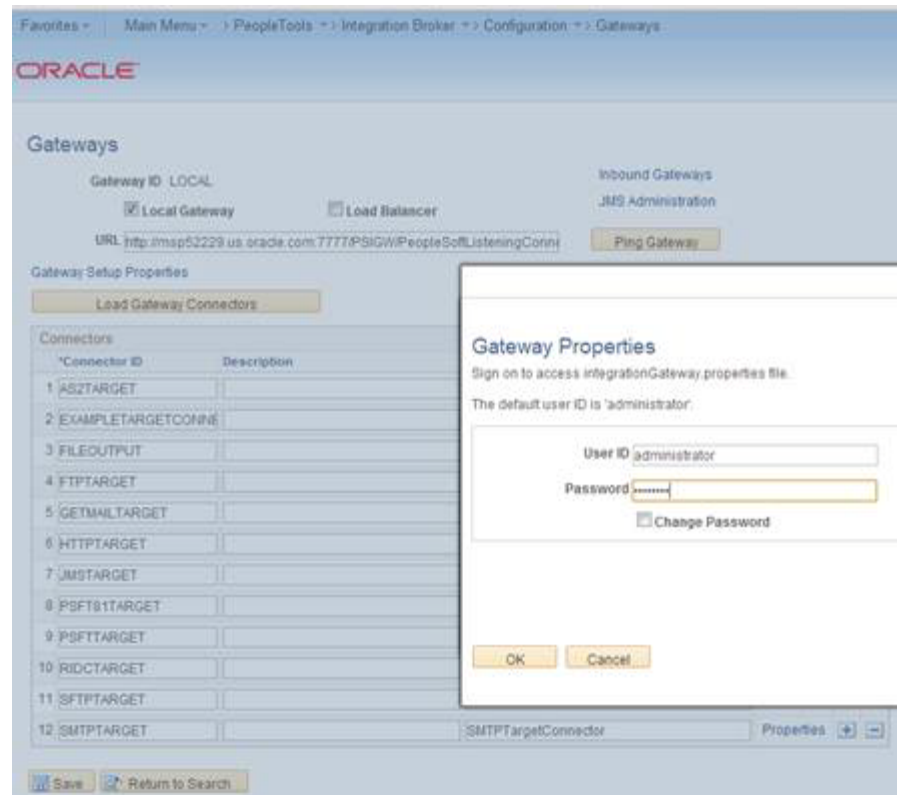 Favorites Main Menu > PeopleTools > Integration Broker > Configuration > Gateways
ORACLE
Gateways
Gateway ID LOCAL
Inbound Gateways
Local Gateway
Load Balancer
JMS Administration
URL http://msp52229.us.oracle.com:7777/PSIGW/PeopleSoftListeningConne
Ping Gateway
Gateway Setup Properties
Load Gateway Connectors
Connectors
*Connector ID Description
1 AS2TARGET
2 EXAMPLETARGETCONNE
3 FILEOUTPUT
4 FTPTARGET
5 GETMAILTARGET
6 HTTPTARGET
7 JMSTARGET
8 PSFT81TARGET
9 PSFTTARGET
10 RIDCTARGET
11 SFTPTARGET
12 SMTPTARGET SMTPTargetConnector Properties
Save Return to Search
Gateway Properties
Sign on to access integrationGateway.properties file.
The default user ID is 'administrator'.
User ID administrator
Password ••••••••
Change Password
OK Cancel